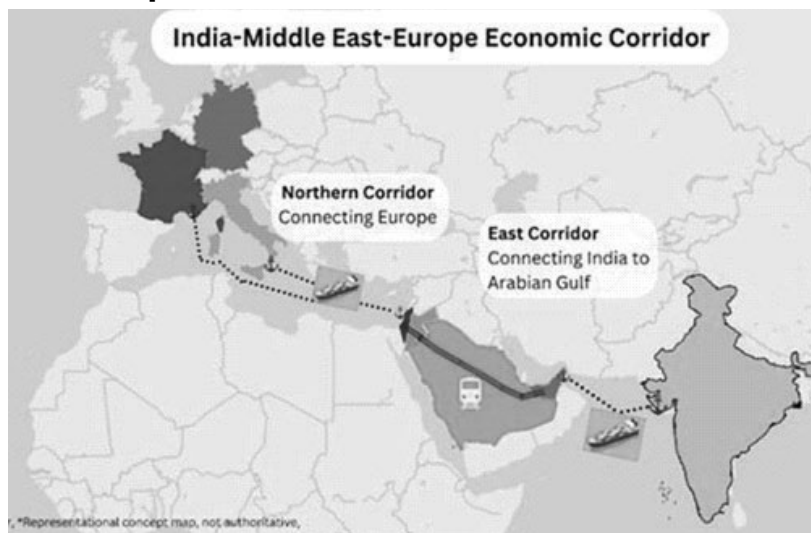 India-Middle East-Europe Economic Corridor
Northern Corridor
Connecting Europe
East Corridor
Connecting India to
Arabian Gulf
*Representational concept map, not authoritative,